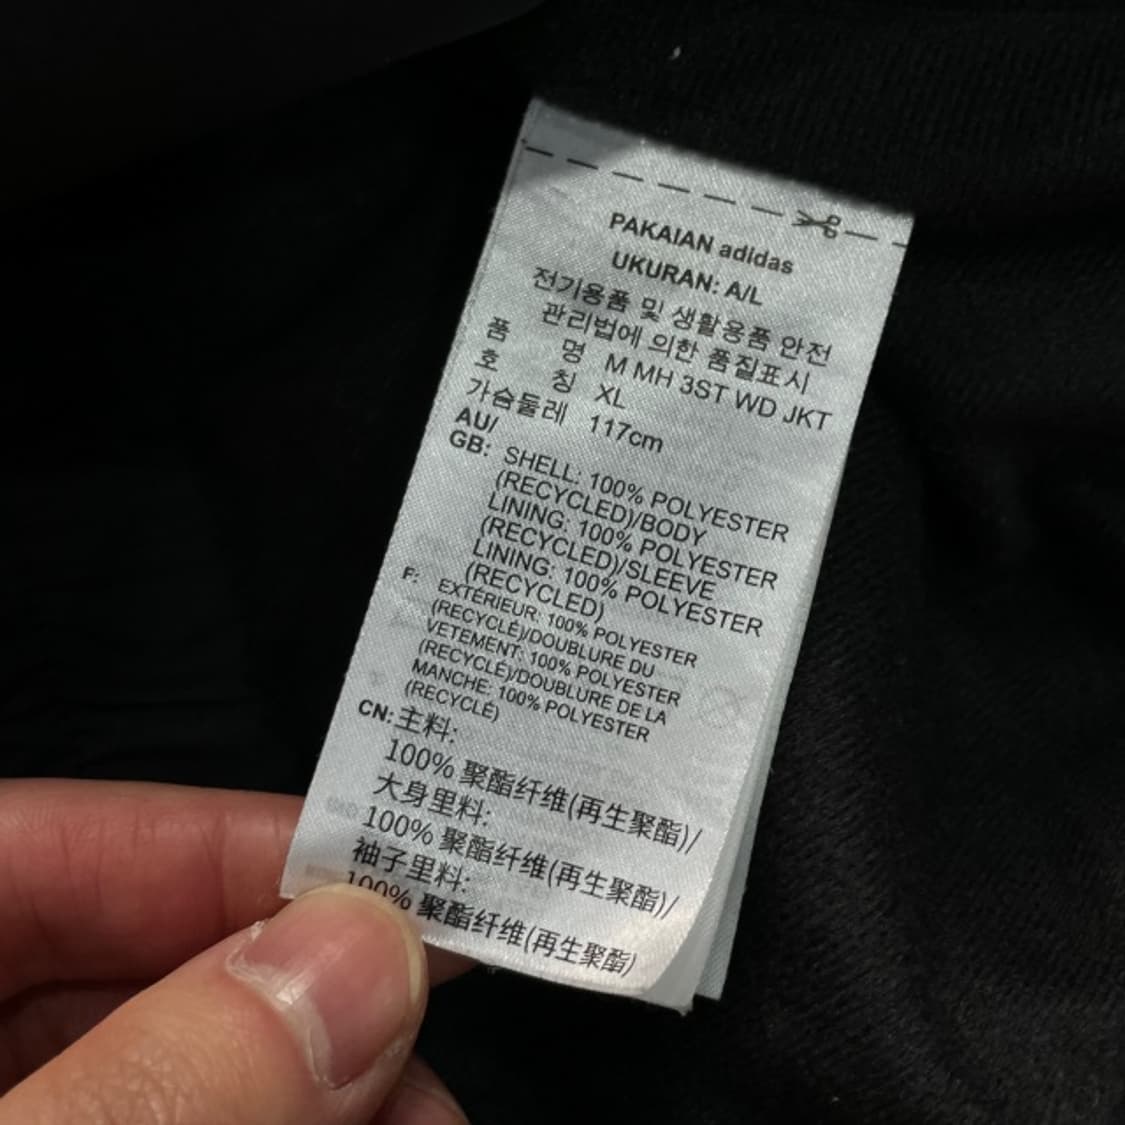 PAKAIAN adidas
UKURAN: A/L
전기용품 및 생활용품 안전
관리법에 의한 품질표시
품 명 M MH 3ST WD JKT
호 칭 XL
가슴둘레 117cm
AU/
GB: SHELL: 100% POLYESTER
(RECYCLED)/BODY
LINING: 100% POLYESTER
(RECYCLED)/SLEEVE
LINING: 100% POLYESTER
(RECYCLED)
F: EXTÉRIEUR: 100% POLYESTER
(RECYCLÉ)/DOUBLURE DU
VETEMENT: 100% POLYESTER
(RECYCLÉ)/DOUBLURE DE LA
MANCHE: 100% POLYESTER
(RECYCLÉ)
CN: 主料:
100% 聚酯纤维(再生聚酯)/
大身里料:
100% 聚酯纤维(再生聚酯)/
袖子里料:
100% 聚酯纤维(再生聚酯)